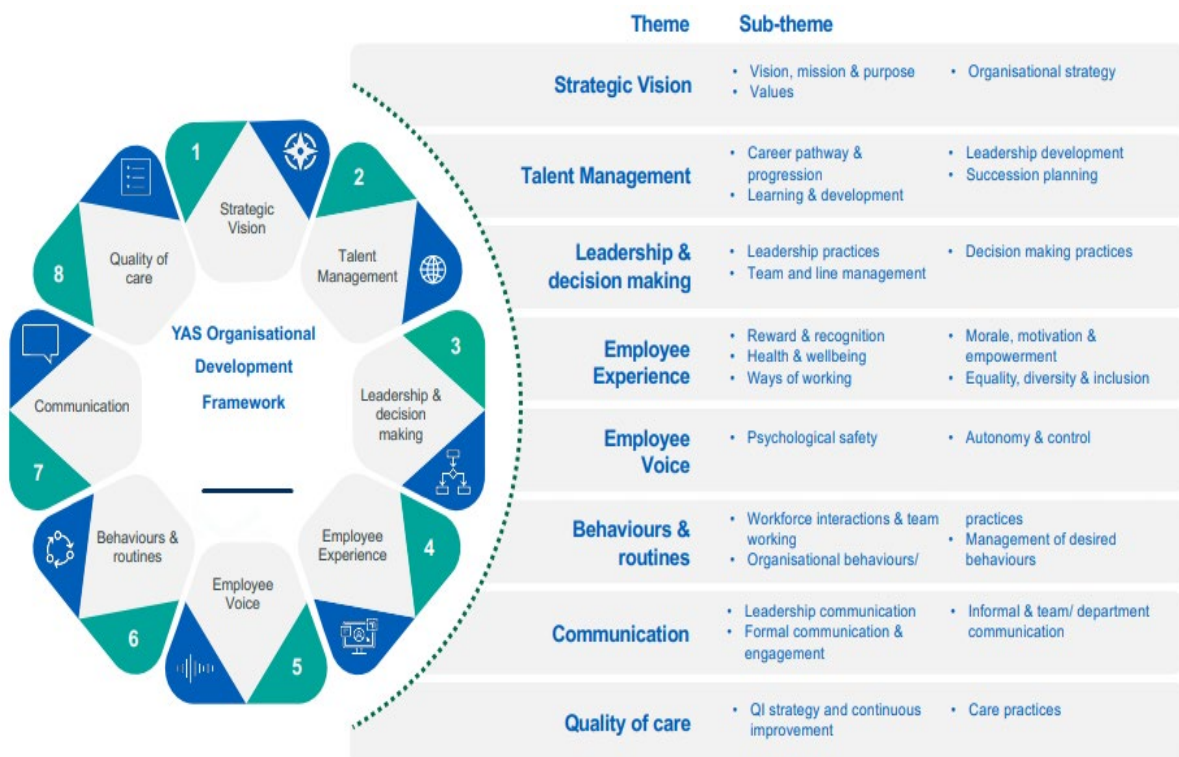 Theme
Sub-theme
1
Strategic
Vision
2
Talent
Management
3
Leadership &
decision
making
4
Employee
Experience
5
Employee
Voice
6
Behaviours &
routines
7
Communication
8
Quality of
care
YAS Organisational
Development
Framework
Strategic Vision
• Vision, mission & purpose
• Values
• Organisational strategy
Talent Management
• Career pathway &
progression
• Learning & development
• Leadership development
• Succession planning
Leadership &
decision making
• Leadership practices
• Team and line management
• Decision making practices
Employee
Experience
• Reward & recognition
• Health & wellbeing
• Ways of working
• Morale, motivation &
empowerment
• Equality, diversity & inclusion
Employee
Voice
• Psychological safety
• Autonomy & control
Behaviours &
routines
• Workforce interactions & team
working
• Organisational behaviours/
practices
• Management of desired
behaviours
Communication
• Leadership communication
• Formal communication &
engagement
• Informal & team/ department
communication
Quality of care
• QI strategy and continuous
improvement
• Care practices